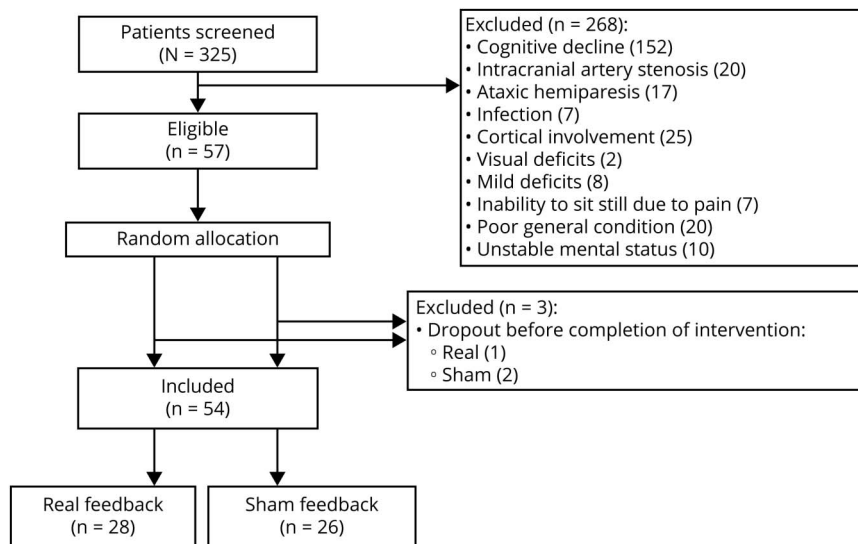 Patients screened
(N = 325)
Excluded (n = 268):
• Cognitive decline (152)
• Intracranial artery stenosis (20)
• Ataxic hemiparesis (17)
• Infection (7)
• Cortical involvement (25)
• Visual deficits (2)
• Mild deficits (8)
• Inability to sit still due to pain (7)
• Poor general condition (20)
• Unstable mental status (10)
Eligible
(n = 57)
Random allocation
Excluded (n = 3):
• Dropout before completion of intervention:
◦ Real (1)
◦ Sham (2)
Included
(n = 54)
Real feedback
(n = 28)
Sham feedback
(n = 26)